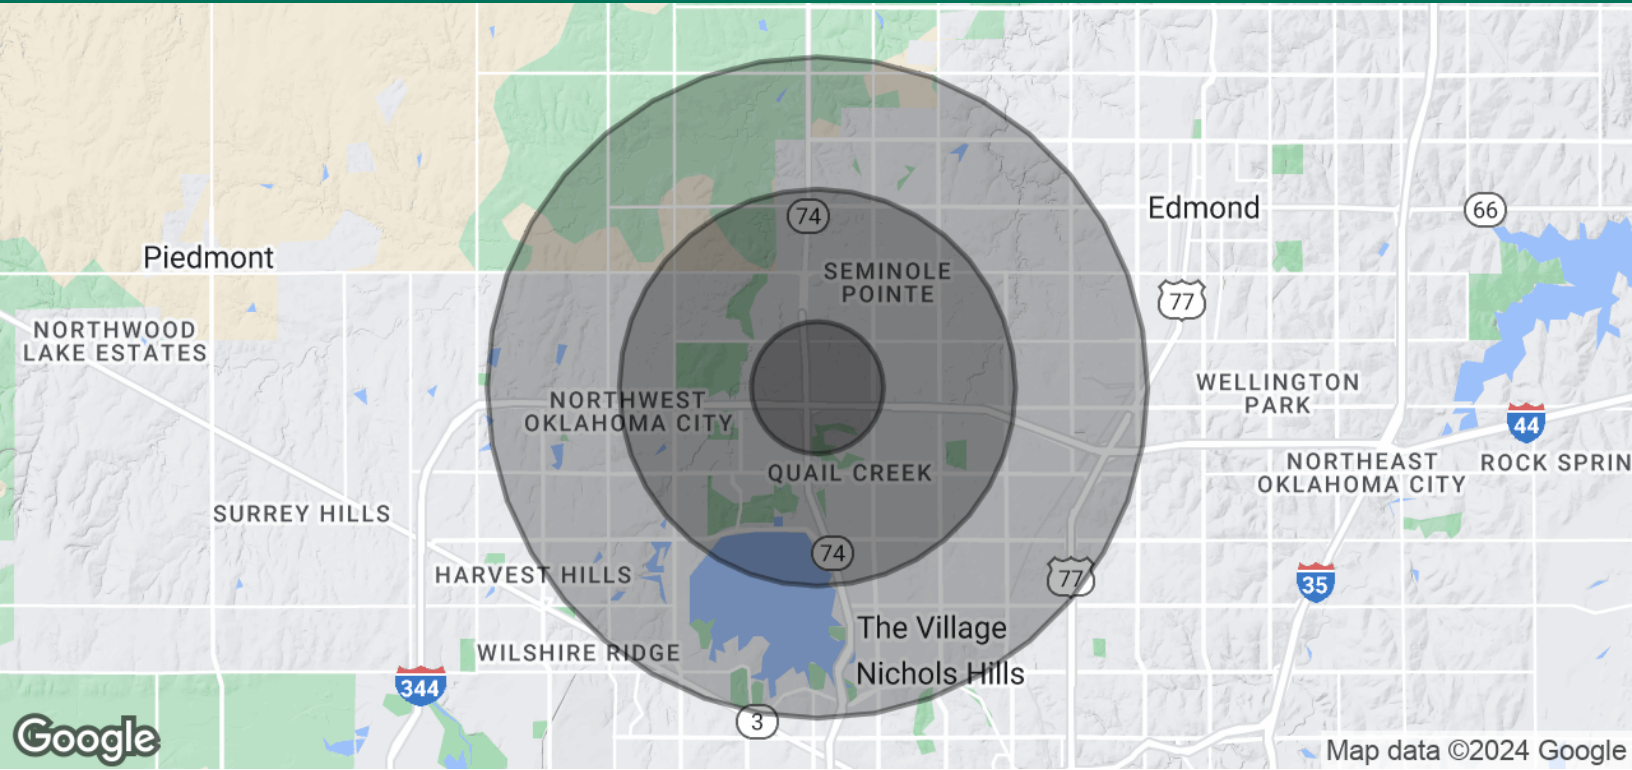 74
Edmond
66
Piedmont
SEMINOLE
POINTE
77
NORTHWOOD
LAKE ESTATES
WELLINGTON
PARK
NORTHWEST
OKLAHOMA CITY
44
QUAIL CREEK
NORTHEAST
OKLAHOMA CITY
ROCK SPRIN
SURREY HILLS
74
HARVEST HILLS
77
35
The Village
WILSHIRE RIDGE
Nichols Hills
344
3
Google
Map data ©2024 Google